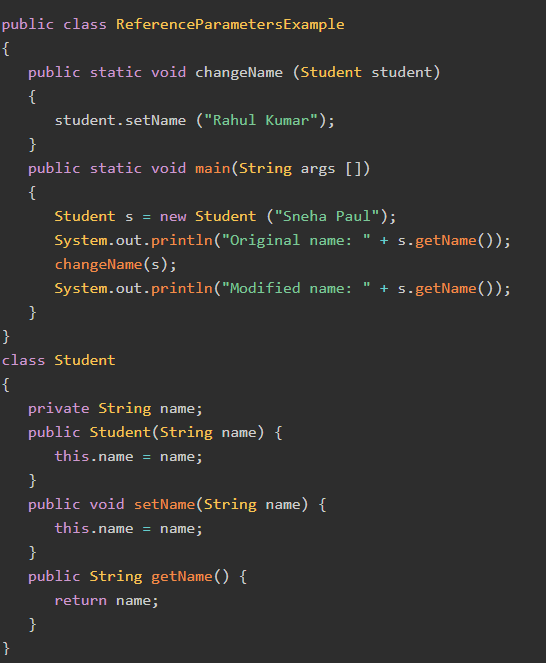 public class ReferenceParametersExample
{
   public static void changeName (Student student)
   {
      student.setName ("Rahul Kumar");
   }
   public static void main(String args [])
   {
      Student s = new Student ("Sneha Paul");
      System.out.println("Original name: " + s.getName());
      changeName(s);
      System.out.println("Modified name: " + s.getName());
   }
}
class Student
{
   private String name;
   public Student(String name) {
      this.name = name;
   }
   public void setName(String name) {
      this.name = name;
   }
   public String getName() {
      return name;
   }
}